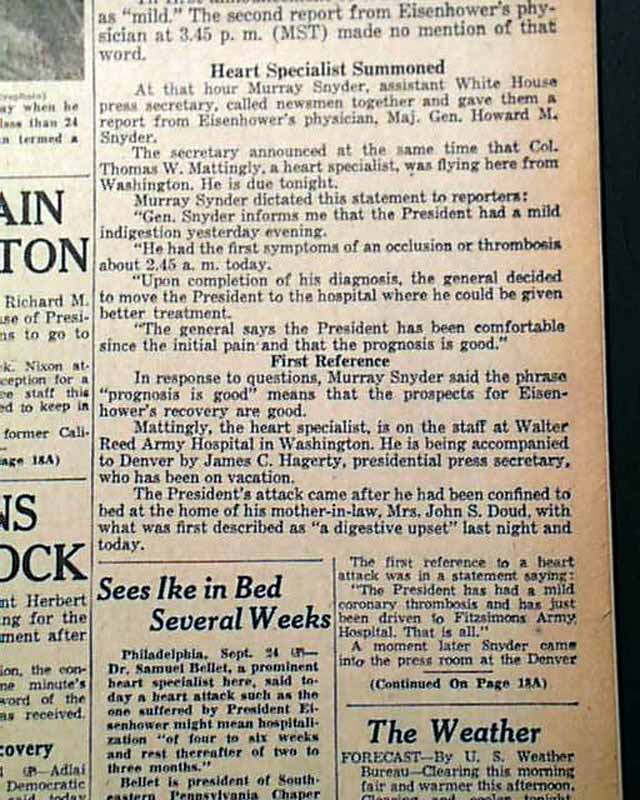 as "mild." The second report from Eisenhower's phy-
sician at 3.45 p. m. (MST) made no mention of that
word.
Heart Specialist Summoned
At that hour Murray Snyder, assistant White House
press secretary, called newsmen together and gave them a
report from Eisenhower's physician, Maj. Gen. Howard M.
Snyder.
The secretary announced at the same time that Col.
Thomas W. Mattingly, a heart specialist, was flying here from
Washington. He is due tonight.
Murray Synder dictated this statement to reporters:
"Gen. Snyder informs me that the President had a mild
indigestion yesterday evening.
"He had the first symptoms of an occlusion or thrombosis
about 2.45 a. m. today.
"Upon completion of his diagnosis, the general decided
to move the President to the hospital where he could be given
better treatment.
"The general says the President has been comfortable
since the initial pain and that the prognosis is good."
First Reference
In response to questions, Murray Snyder said the phrase
"prognosis is good" means that the prospects for Eisen-
hower's recovery are good.
Mattingly, the heart specialist, is on the staff at Walter
Reed Army Hospital in Washington. He is being accompanied
to Denver by James C. Hagerty, presidential press secretary,
who has been on vacation.
The President's attack came after he had been confined to
bed at the home of his mother-in-law, Mrs. John S. Doud, with
what was first described as "a digestive upset" last night and
today.
The first reference to a heart
attack was in a statement saying:
"The President has had a mild
coronary thrombosis and has just
been driven to Fitzsimons Army
Hospital. That is all."
A moment later Snyder came
into the press room at the Denver
(Continued On Page 18A)
Sees Ike in Bed
Several Weeks
Philadelphia, Sept. 24 (AP)—
Dr. Samuel Bellet, a prominent
heart specialist here, said to-
day a heart attack such as the
one suffered by President Ei-
senhower might mean hospitali-
zation "of four to six weeks
and rest thereafter of two to
three months."
Bellet is president of South-
eastern Pennsylvania Chapter
The Weather
FORECAST—By U. S. Weather
Bureau—Clearing this morning
fair and warmer this afternoon.
ay when he
less than 24
n termed a
AIN
TON
Richard M.
se of Presi-
ns to go to
k. Nixon at-
ception for a
e staff this
ed to keep in
former Cali-
age 18A)
NS
OCK
nt Herbert
ng for the
ment after
ion, the con-
me minute's
word of the
as received.
covery
(AP)—Adlai
Democratic
said today